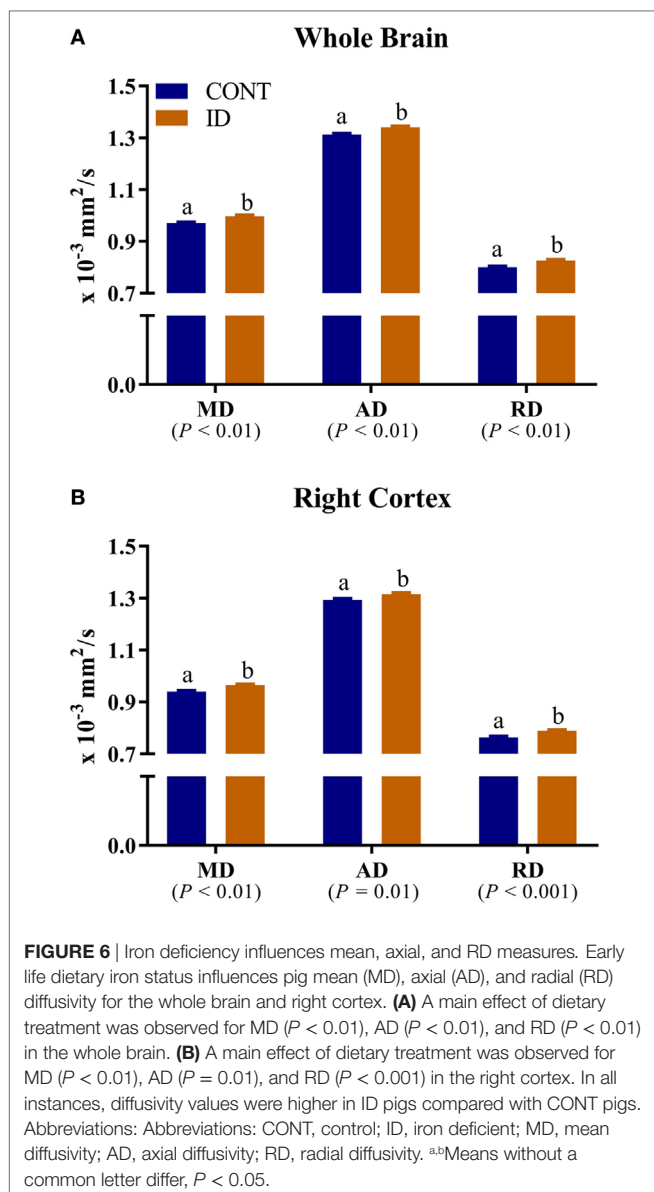 A
Whole Brain
CONT
ID
x 10⁻³ mm²/s
1.5
1.3
1.1
0.9
0.7
0.0
a b
a b
a b
MD AD RD
(P < 0.01) (P < 0.01) (P < 0.01)
B
Right Cortex
x 10⁻³ mm²/s
1.5
1.3
1.1
0.9
0.7
0.0
a b
a b
a b
MD AD RD
(P < 0.01) (P = 0.01) (P < 0.001)
FIGURE 6 | Iron deficiency influences mean, axial, and RD measures. Early
life dietary iron status influences pig mean (MD), axial (AD), and radial (RD)
diffusivity for the whole brain and right cortex. (A) A main effect of dietary
treatment was observed for MD (P < 0.01), AD (P < 0.01), and RD (P < 0.01)
in the whole brain. (B) A main effect of dietary treatment was observed for
MD (P < 0.01), AD (P = 0.01), and RD (P < 0.001) in the right cortex. In all
instances, diffusivity values were higher in ID pigs compared with CONT pigs.
Abbreviations: Abbreviations: CONT, control; ID, iron deficient; MD, mean
diffusivity; AD, axial diffusivity; RD, radial diffusivity. ᵃ,ᵇMeans without a
common letter differ, P < 0.05.